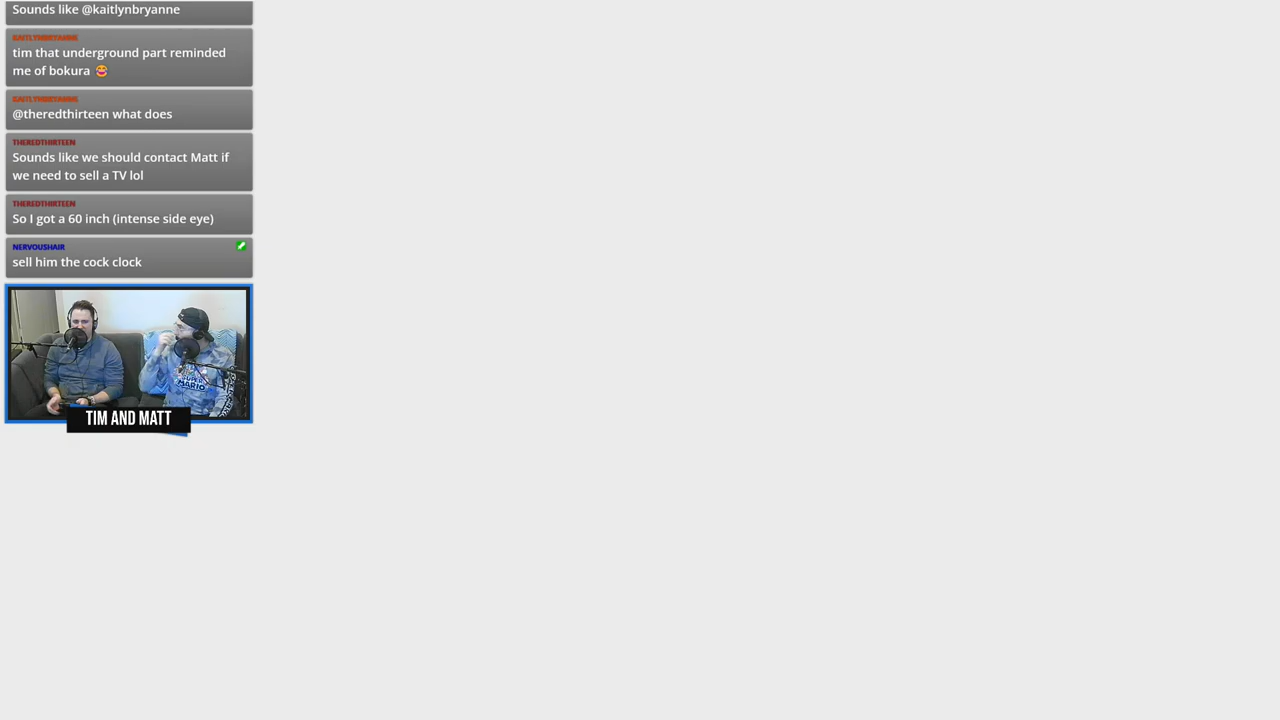 Sounds like @kaitlynbryanne
KAITLYNBRYANNE
tim that underground part reminded
me of bokura
KAITLYNBRYANNE
@theredthirteen what does
THEREDTHIRTEEN
Sounds like we should contact Matt if
we need to sell a TV lol
THEREDTHIRTEEN
So I got a 60 inch (intense side eye)
NERVOUSHAIR
sell him the cock clock
SUPER
MARIO
TIM AND MATT